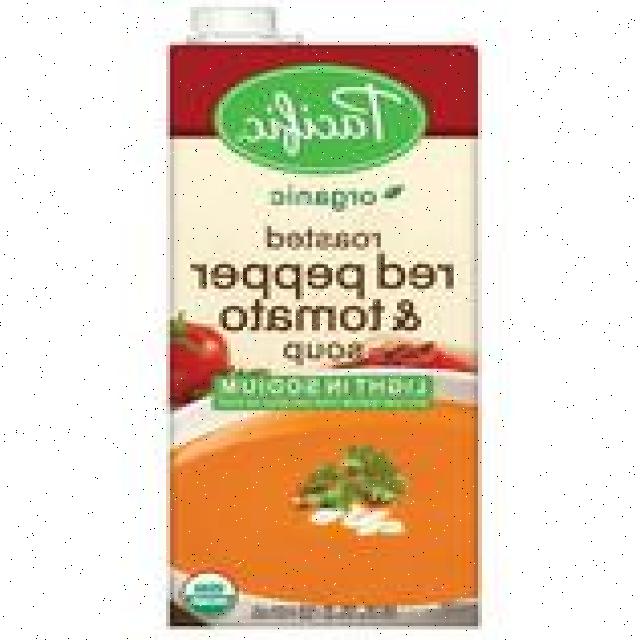 Pacific
organic
roasted
red pepper
& tomato
soup
LIGHT IN SODIUM